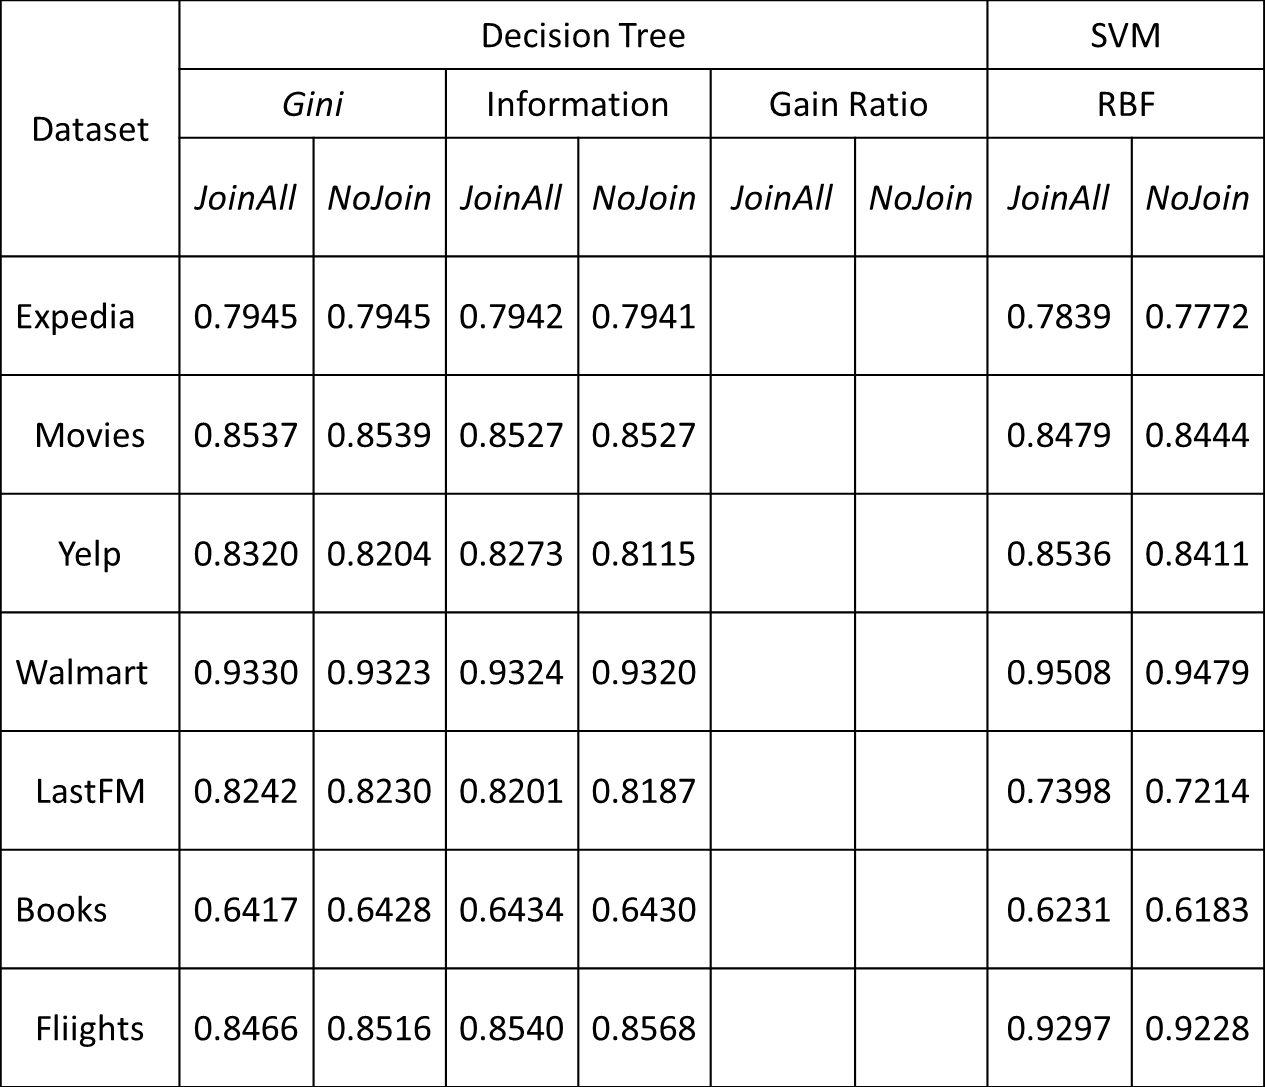 Decision Tree SVM
Gini Information Gain Ratio RBF
Dataset
JoinAll NoJoin JoinAll NoJoin JoinAll NoJoin JoinAll NoJoin
Expedia 0.7945 0.7945 0.7942 0.7941 0.7839 0.7772
Movies 0.8537 0.8539 0.8527 0.8527 0.8479 0.8444
Yelp 0.8320 0.8204 0.8273 0.8115 0.8536 0.8411
Walmart 0.9330 0.9323 0.9324 0.9320 0.9508 0.9479
LastFM 0.8242 0.8230 0.8201 0.8187 0.7398 0.7214
Books 0.6417 0.6428 0.6434 0.6430 0.6231 0.6183
Fliights 0.8466 0.8516 0.8540 0.8568 0.9297 0.9228